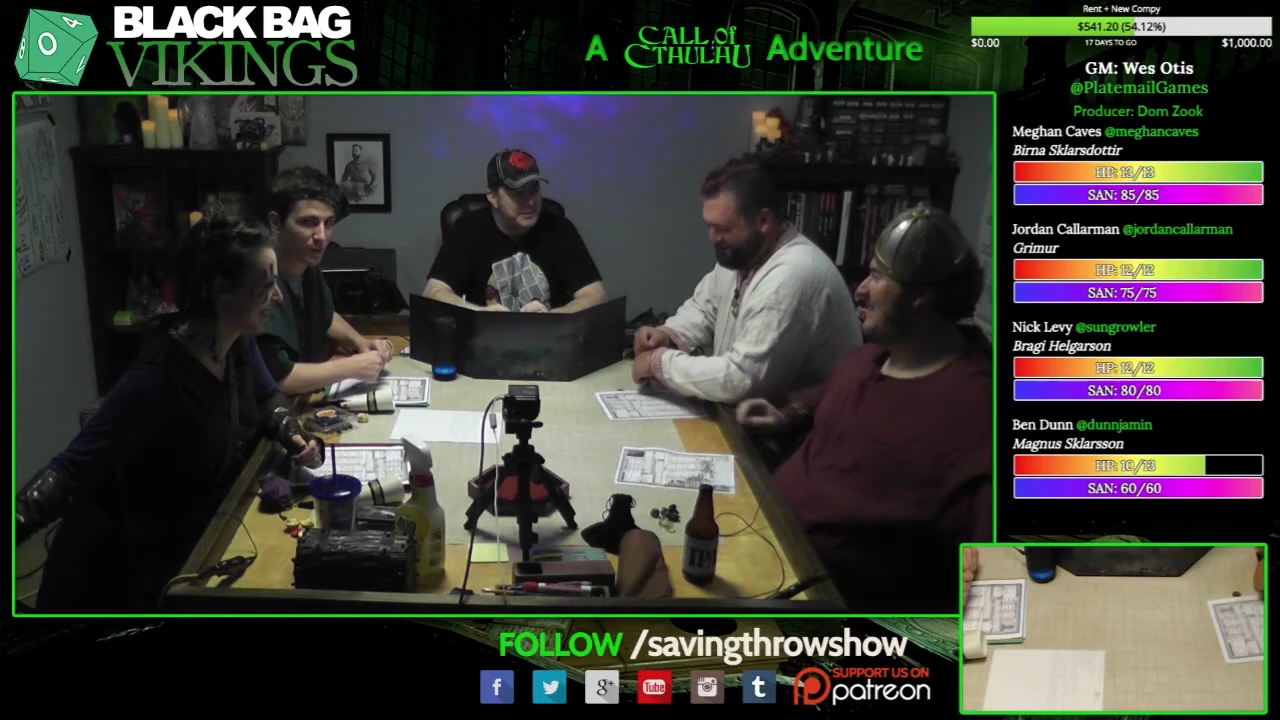 BLACK BAG
VIKINGS
A CALL of CTHULHU Adventure
Rent + New Compy
$541.20 (54.12%)
$0.00 17 DAYS TO GO $1,000.00
GM: Wes Otis
@PlatemailGames
Producer: Dom Zook
Meghan Caves @meghancaves
Birna Sklarsdottir
HP: 13/13
SAN: 85/85
Jordan Callarman @jordancallarman
Grimur
HP: 12/12
SAN: 75/75
Nick Levy @sungrowler
Bragi Helgarson
HP: 12/12
SAN: 80/80
Ben Dunn @dunnjamin
Magnus Sklarsson
HP: 10/13
SAN: 60/60
IPA
FOLLOW /savingthrowshow
f g+ You Tube t
SUPPORT US ON
patreon